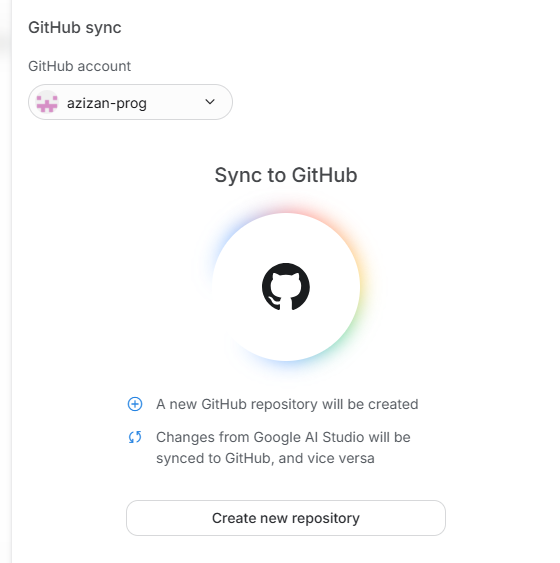 GitHub sync
GitHub account
azizan-prog
Sync to GitHub
A new GitHub repository will be created
Changes from Google AI Studio will be
synced to GitHub, and vice versa
Create new repository